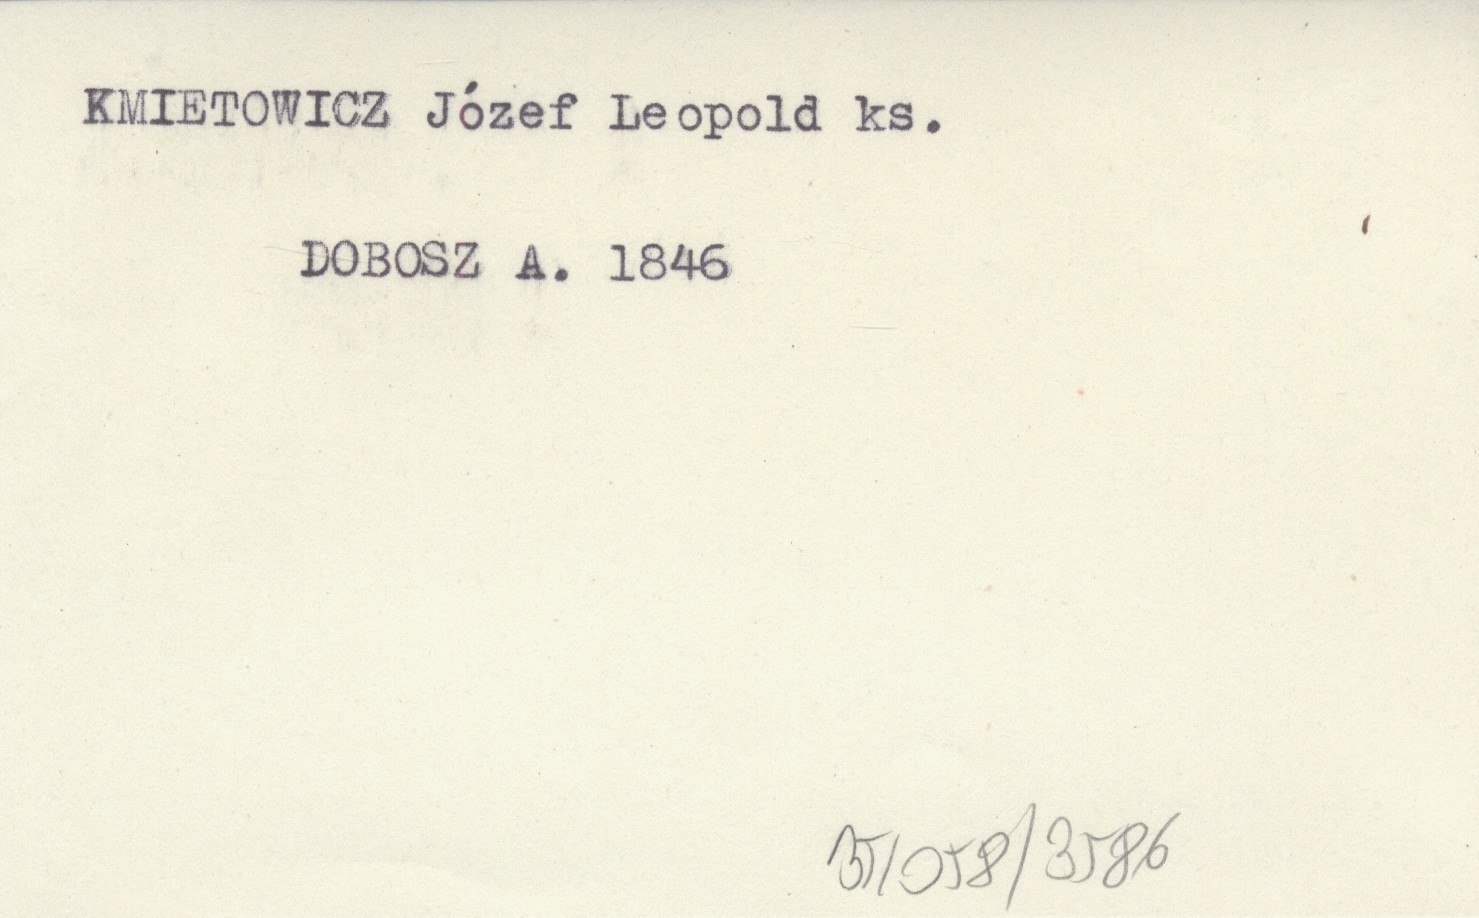 KMIETOWICZ Józef Leopold ks.
DOBOSZ A. 1846
35/058/3586